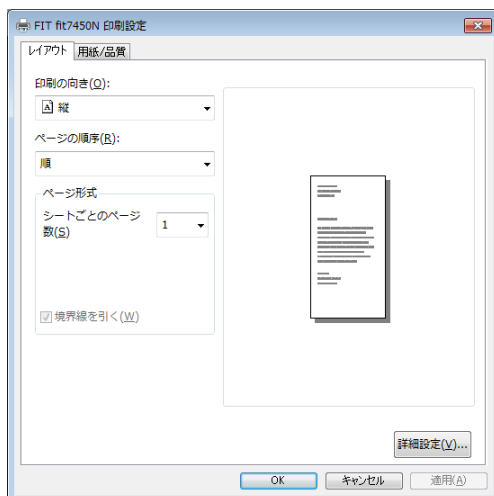 FIT fit7450N 印刷設定
レイアウト 用紙/品質
印刷の向き(O):
A 縦
ページの順序(R):
順
ページ形式
シートごとのページ
数(S)
1
境界線を引く(W)
詳細設定(V)...
OK キャンセル 適用(A)